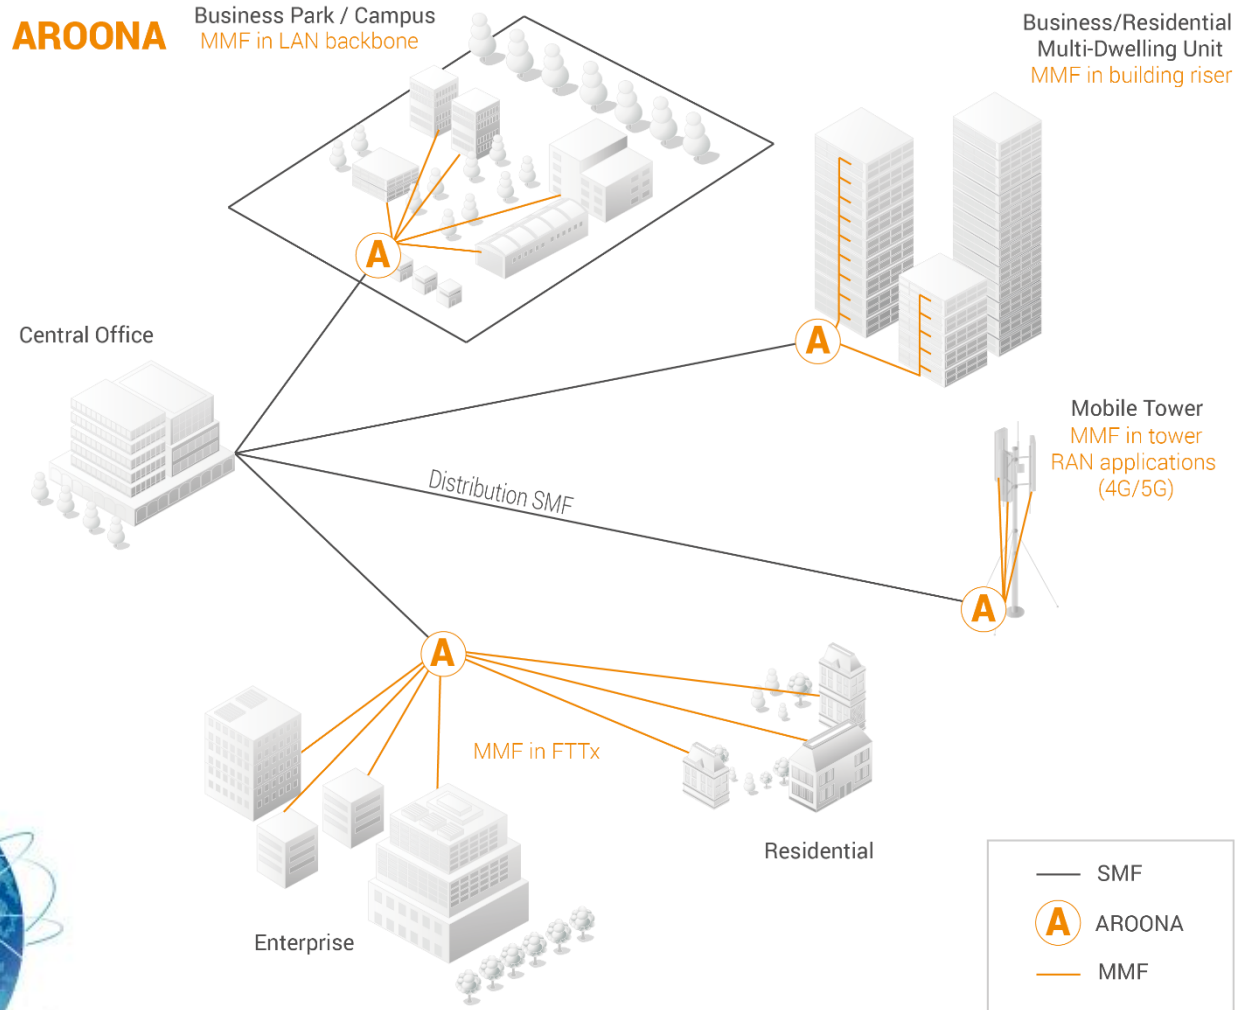 AROONA
Business Park / Campus
MMF in LAN backbone
Business/Residential
Multi-Dwelling Unit
MMF in building riser
A
A
Central Office
Mobile Tower
MMF in tower
RAN applications
(4G/5G)
Distribution SMF
A
A
MMF in FTTx
Residential
Enterprise
SMF
A AROONA
MMF